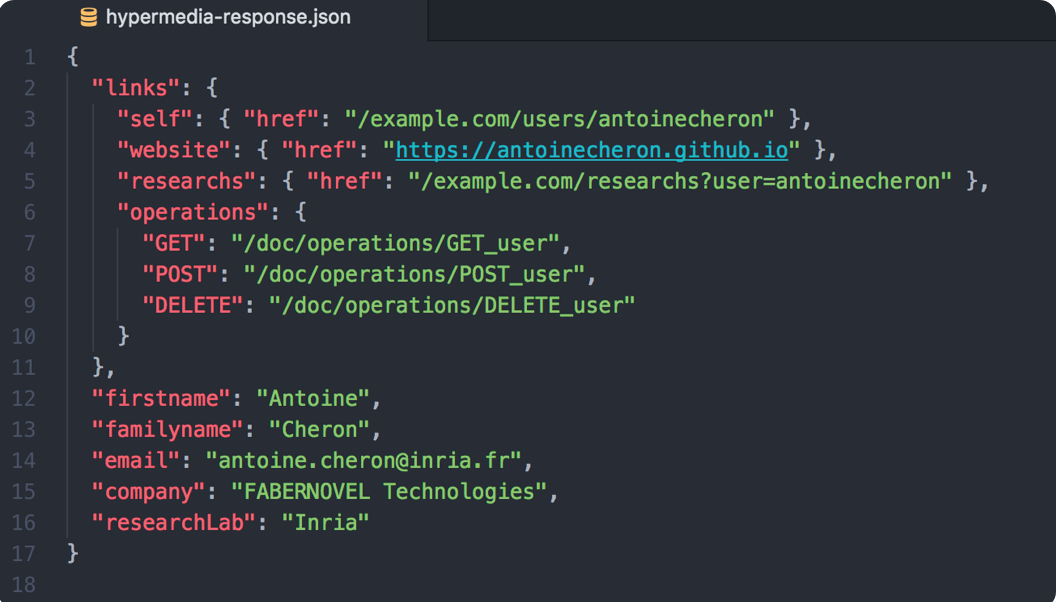 hypermedia-response.json
1 {
2 "links": {
3 "self": { "href": "/example.com/users/antoinecheron" },
4 "website": { "href": "https://antoinecheron.github.io" },
5 "researchs": { "href": "/example.com/researchs?user=antoinecheron" },
6 "operations": {
7 "GET": "/doc/operations/GET_user",
8 "POST": "/doc/operations/POST_user",
9 "DELETE": "/doc/operations/DELETE_user"
10 }
11 },
12 "firstname": "Antoine",
13 "familyname": "Cheron",
14 "email": "antoine.cheron@inria.fr",
15 "company": "FABERNOVEL Technologies",
16 "researchLab": "Inria"
17 }
18